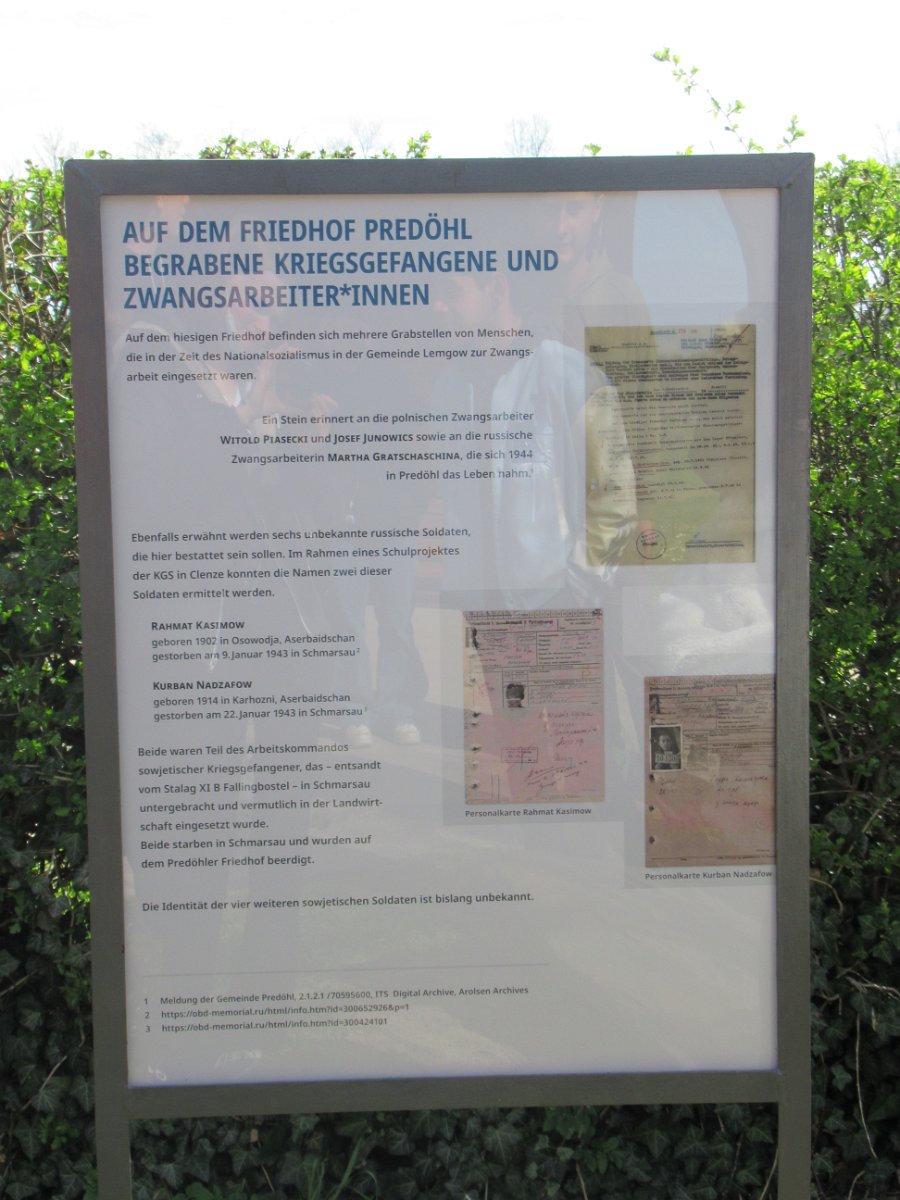 AUF DEM FRIEDHOF PREDÖHL
BEGRABENE KRIEGSGEFANGENE UND
ZWANGSARBEITER*INNEN
Auf dem hiesigen Friedhof befinden sich mehrere Grabstellen von Menschen,
die in der Zeit des Nationalsozialismus in der Gemeinde Lemgow zur Zwangs-
arbeit eingesetzt waren.
Ein Stein erinnert an die polnischen Zwangsarbeiter
WITOLD PIASECKI und JOSEF JUNOWICS sowie an die russische
Zwangsarbeiterin MARTHA GRATSCHASCHINA, die sich 1944
in Predöhl das Leben nahm.¹
Ebenfalls erwähnt werden sechs unbekannte russische Soldaten,
die hier bestattet sein sollen. Im Rahmen eines Schulprojektes
der KGS in Clenze konnten die Namen zwei dieser
Soldaten ermittelt werden.
RAHMAT KASIMOW
geboren 1902 in Osowodja, Aserbaidschan
gestorben am 9. Januar 1943 in Schmarsau²
KURBAN NADZAFOW
geboren 1914 in Karhozni, Aserbaidschan
gestorben am 22. Januar 1943 in Schmarsau³
Beide waren Teil des Arbeitskommandos
sowjetischer Kriegsgefangener, das – entsandt
vom Stalag XI B Fallingbostel – in Schmarsau
untergebracht und vermutlich in der Landwirt-
schaft eingesetzt wurde.
Beide starben in Schmarsau und wurden auf
dem Predöhler Friedhof beerdigt.
Die Identität der vier weiteren sowjetischen Soldaten ist bislang unbekannt.
Personalkarte Rahmat Kasimow
Personalkarte Kurban Nadzafow
1 Meldung der Gemeinde Predöhl, 2.1.2.1 /70595600, ITS Digital Archive, Arolsen Archives
2 https://obd-memorial.ru/html/info.htm?id=300652926&p=1
3 https://obd-memorial.ru/html/info.htm?id=300424101